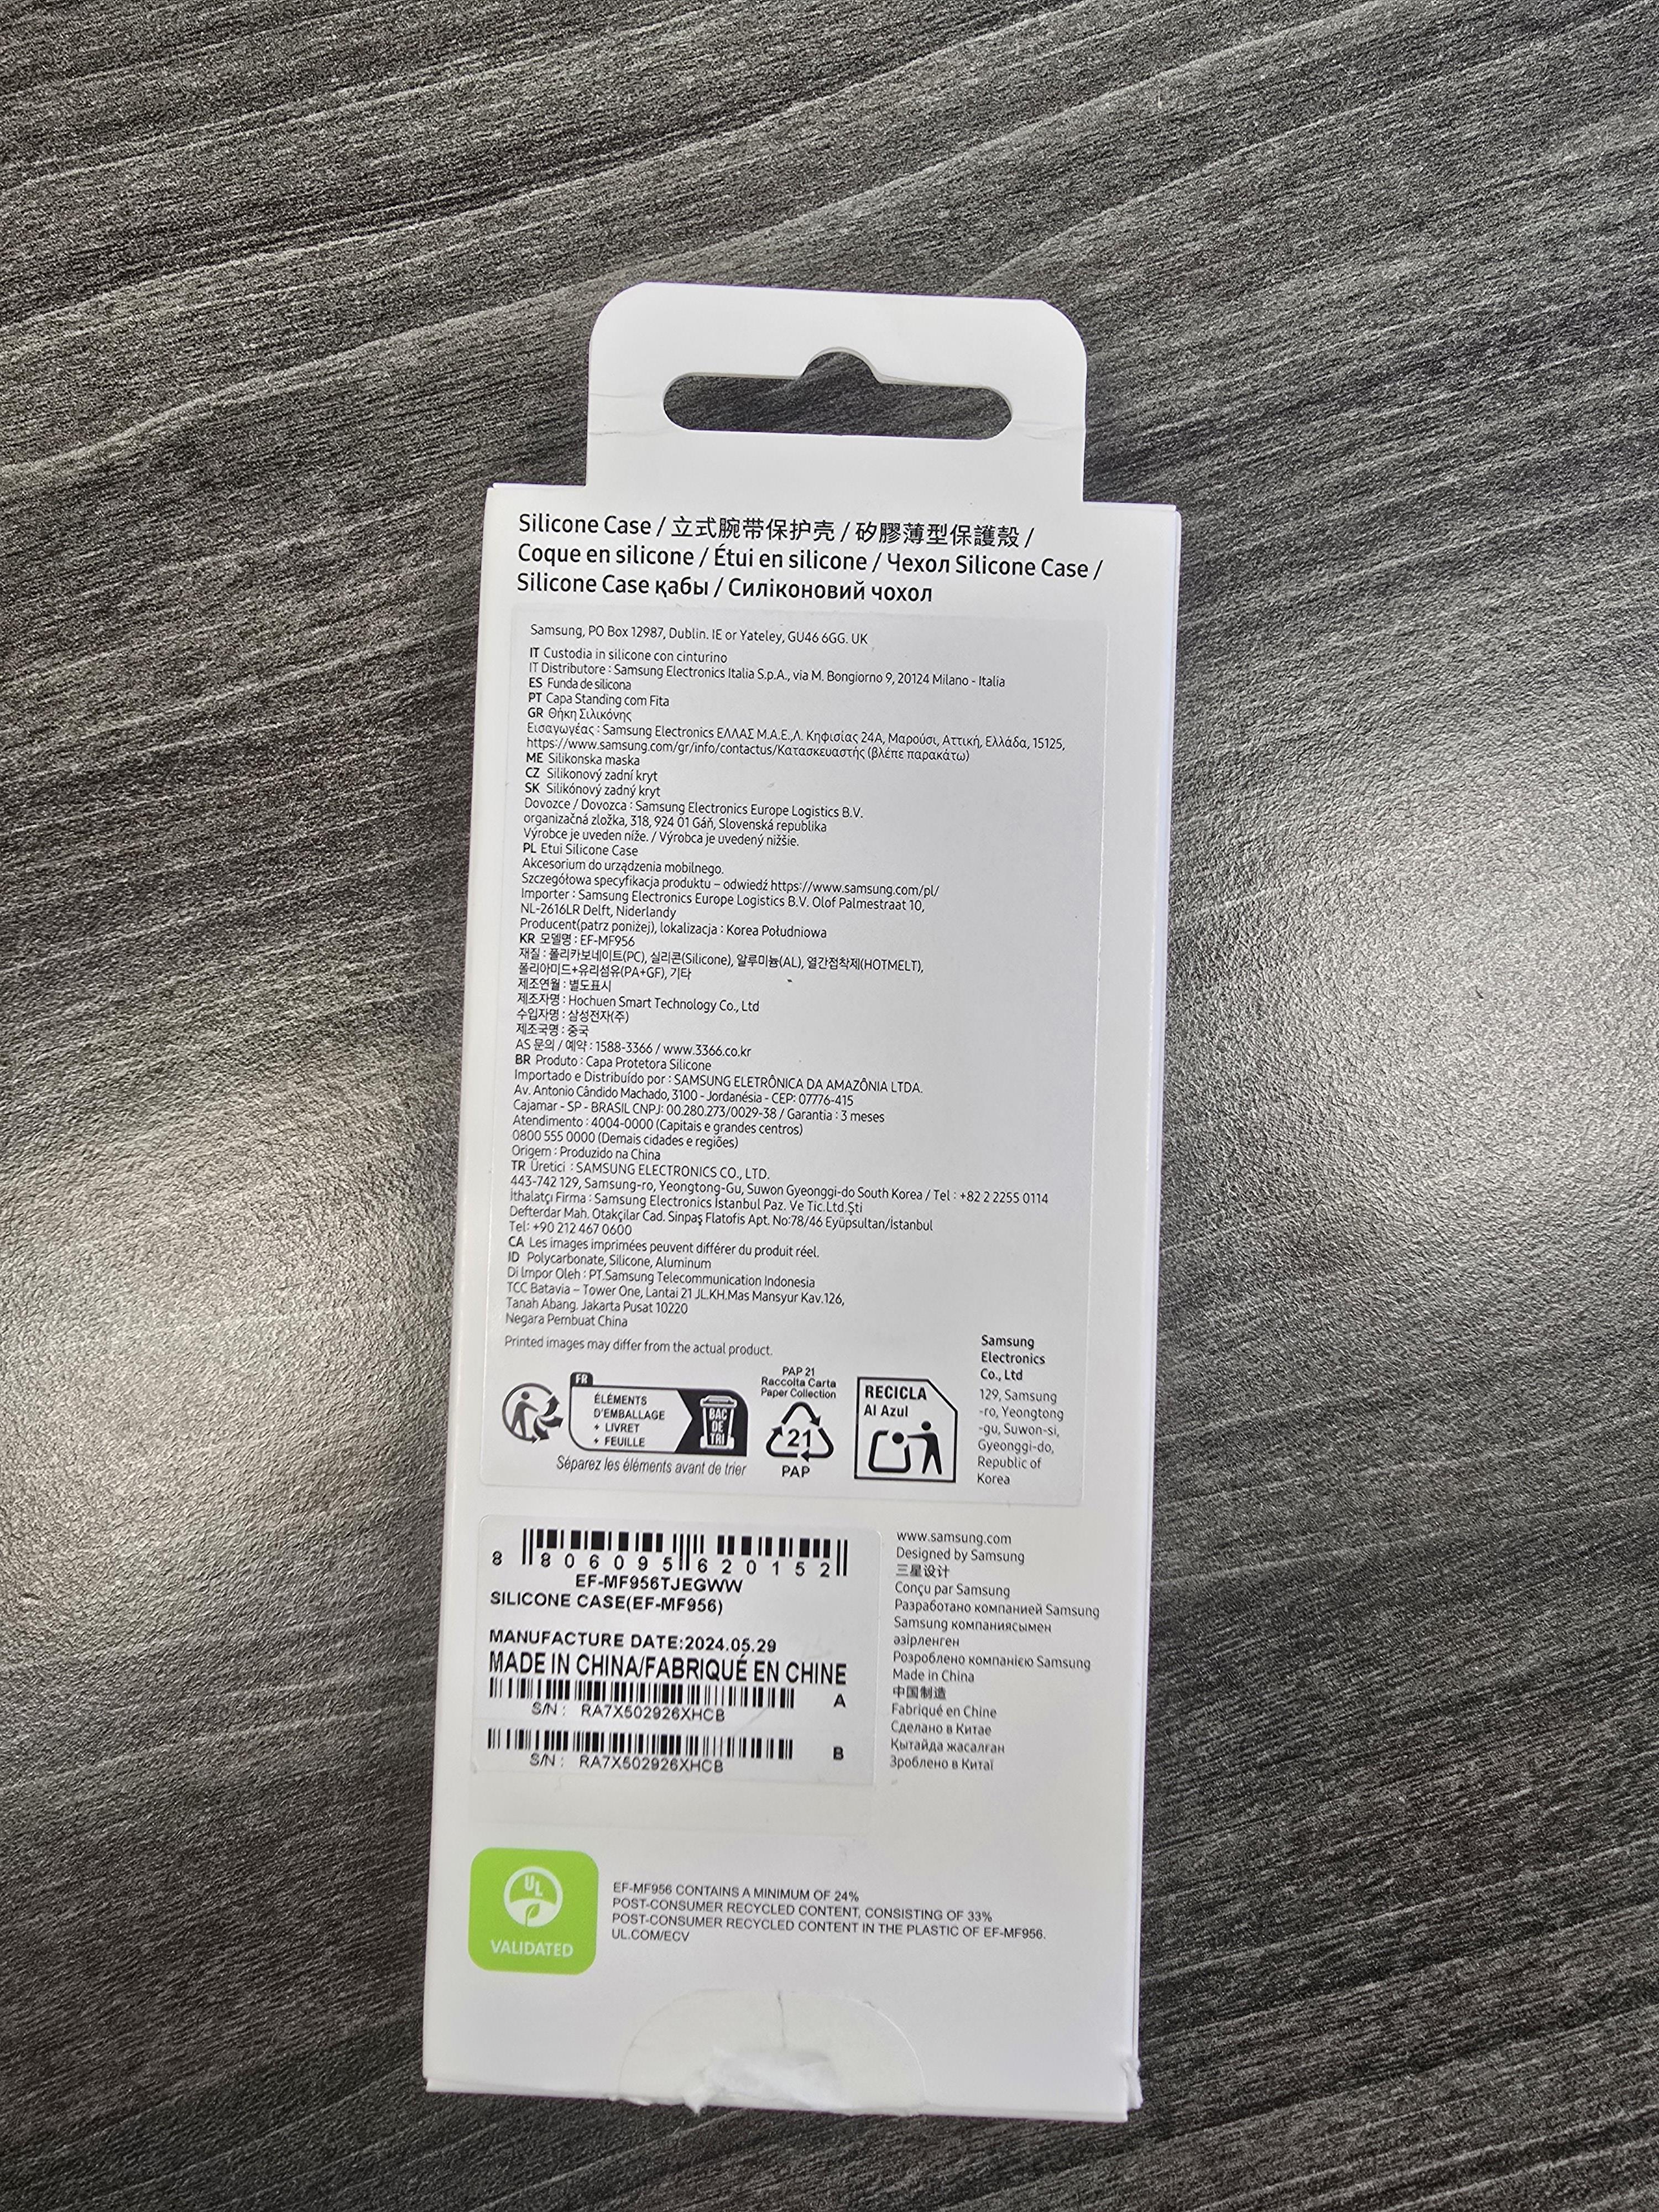 Silicone Case / 立式腕带保护壳 / 矽膠薄型保護殼 /
Coque en silicone / Étui en silicone / Чехол Silicone Case /
Silicone Case қабы / Силіконовий чохол
Samsung, PO Box 12987, Dublin. IE or Yateley, GU46 6GG. UK
IT Custodia in silicone con cinturino
IT Distributore : Samsung Electronics Italia S.p.A., via M. Bongiorno 9, 20124 Milano - Italia
ES Funda de silicona
PT Capa Standing com Fita
GR Θήκη Σιλικόνης
Εισαγωγέας : Samsung Electronics ΕΛΛΑΣ Μ.Α.Ε.,Λ. Κηφισίας 24Α, Μαρούσι, Αττική, Ελλάδα, 15125,
https://www.samsung.com/gr/info/contactus/Κατασκευαστής (βλέπε παρακάτω)
ME Silikonska maska
CZ Silikonový zadní kryt
SK Silikónový zadný kryt
Dovozce / Dovozca : Samsung Electronics Europe Logistics B.V.
organizačná zložka, 318, 924 01 Gáň, Slovenská republika
Výrobce je uveden níže. / Výrobca je uvedený nižšie.
PL Etui Silicone Case
Akcesorium do urządzenia mobilnego.
Szczegółowa specyfikacja produktu – odwiedź https://www.samsung.com/pl/
Importer : Samsung Electronics Europe Logistics B.V. Olof Palmestraat 10,
NL-2616LR Delft, Niderlandy
Producent(patrz poniżej), lokalizacja : Korea Południowa
KR 모델명 : EF-MF956
재질 : 폴리카보네이트(PC), 실리콘(Silicone), 알루미늄(AL), 열간접착제(HOTMELT),
폴리아미드+유리섬유(PA+GF), 기타
제조연월 : 별도표시
제조자명 : Hochuen Smart Technology Co., Ltd
수입자명 : 삼성전자(주)
제조국명 : 중국
AS 문의 / 예약 : 1588-3366 / www.3366.co.kr
BR Produto : Capa Protetora Silicone
Importado e Distribuído por : SAMSUNG ELETRÔNICA DA AMAZÔNIA LTDA.
Av. Antonio Cândido Machado, 3100 - Jordanésia - CEP: 07776-415
Cajamar - SP - BRASIL CNPJ: 00.280.273/0029-38 / Garantia : 3 meses
Atendimento : 4004-0000 (Capitais e grandes centros)
0800 555 0000 (Demais cidades e regiões)
Origem : Produzido na China
TR Üretici : SAMSUNG ELECTRONICS CO., LTD.
443-742 129, Samsung-ro, Yeongtong-Gu, Suwon Gyeonggi-do South Korea / Tel : +82 2 2255 0114
İthalatçı Firma : Samsung Electronics İstanbul Paz. Ve Tic.Ltd.Şti
Defterdar Mah. Otakçilar Cad. Sinpaş Flatofis Apt. No:78/46 Eyüpsultan/İstanbul
Tel: +90 212 467 0600
CA Les images imprimées peuvent différer du produit réel.
ID Polycarbonate, Silicone, Aluminum
Di Impor Oleh : PT.Samsung Telecommunication Indonesia
TCC Batavia – Tower One, Lantai 21 JL.KH.Mas Mansyur Kav.126,
Tanah Abang. Jakarta Pusat 10220
Negara Pembuat China
Printed images may differ from the actual product.
FR
ÉLÉMENTS
D'EMBALLAGE
+ LIVRET
+ FEUILLE
BAC
DE
TRI
Séparez les éléments avant de trier
PAP 21
Raccolta Carta
Paper Collection
21
PAP
RECICLA
Al Azul
Samsung
Electronics
Co., Ltd
129, Samsung
-ro, Yeongtong
-gu, Suwon-si,
Gyeonggi-do,
Republic of
Korea
8 806095 620152
EF-MF956TJEGWW
SILICONE CASE(EF-MF956)
MANUFACTURE DATE:2024.05.29
MADE IN CHINA/FABRIQUÉ EN CHINE
A
S/N : RA7X502926XHCB
B
S/N : RA7X502926XHCB
www.samsung.com
Designed by Samsung
三星设计
Conçu par Samsung
Разработано компанией Samsung
Samsung компаниясымен
әзірленген
Розроблено компанією Samsung
Made in China
中国制造
Fabriqué en Chine
Сделано в Китае
Қытайда жасалған
Зроблено в Китаї
UL
VALIDATED
EF-MF956 CONTAINS A MINIMUM OF 24%
POST-CONSUMER RECYCLED CONTENT, CONSISTING OF 33%
POST-CONSUMER RECYCLED CONTENT IN THE PLASTIC OF EF-MF956.
UL.COM/ECV